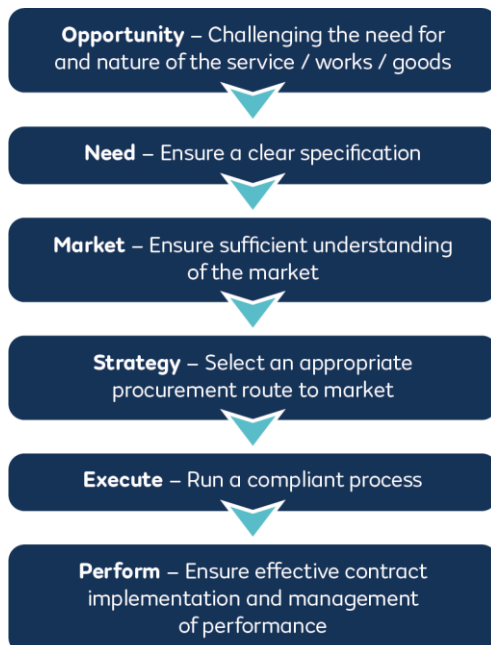 Opportunity – Challenging the need for
and nature of the service / works / goods
Need – Ensure a clear specification
Market – Ensure sufficient understanding
of the market
Strategy – Select an appropriate
procurement route to market
Execute – Run a compliant process
Perform – Ensure effective contract
implementation and management
of performance